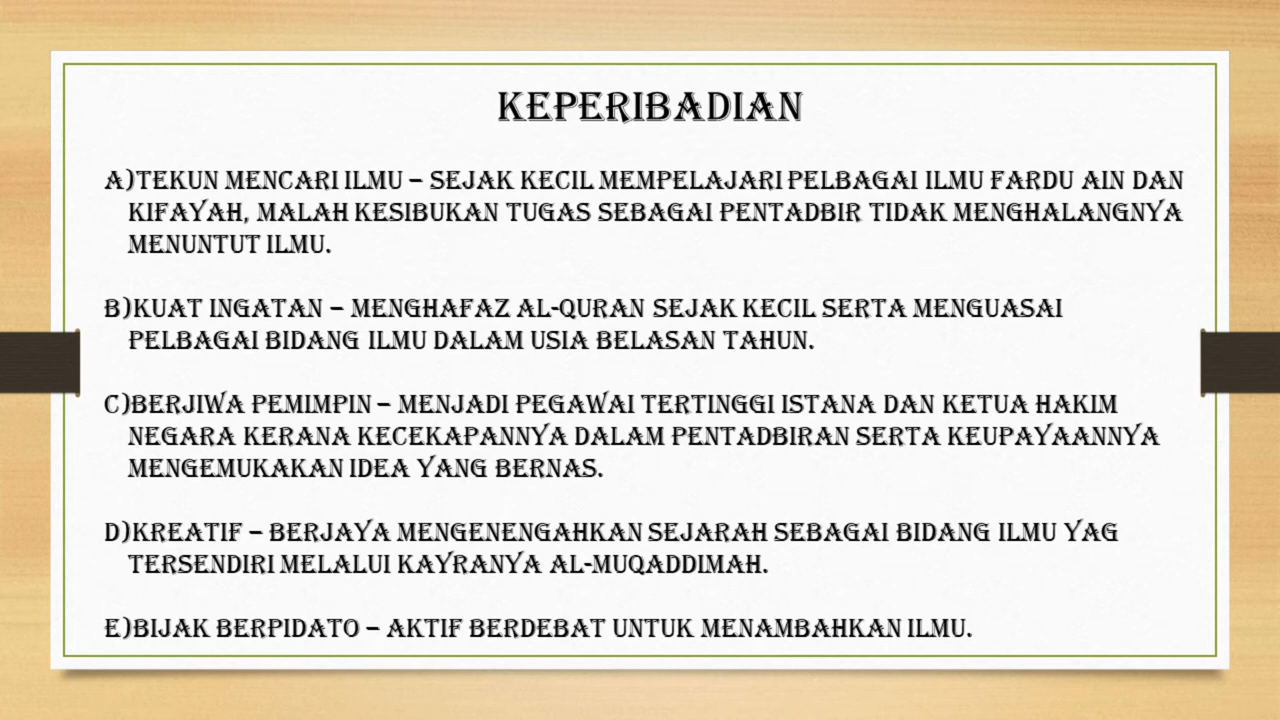 KEPERIBADIAN
A)TEKUN MENCARI ILMU – SEJAK KECIL MEMPELAJARI PELBAGAI ILMU FARDU AIN DAN
KIFAYAH, MALAH KESIBUKAN TUGAS SEBAGAI PENTADBIR TIDAK MENGHALANGNYA
MENUNTUT ILMU.
B)KUAT INGATAN – MENGHAFAZ AL-QURAN SEJAK KECIL SERTA MENGUASAI
PELBAGAI BIDANG ILMU DALAM USIA BELASAN TAHUN.
C)BERJIWA PEMIMPIN – MENJADI PEGAWAI TERTINGGI ISTANA DAN KETUA HAKIM
NEGARA KERANA KECEKAPANNYA DALAM PENTADBIRAN SERTA KEUPAYAANNYA
MENGEMUKAKAN IDEA YANG BERNAS.
D)KREATIF – BERJAYA MENGENENGAHKAN SEJARAH SEBAGAI BIDANG ILMU YAG
TERSENDIRI MELALUI KAYRANYA AL-MUQADDIMAH.
E)BIJAK BERPIDATO – AKTIF BERDEBAT UNTUK MENAMBAHKAN ILMU.